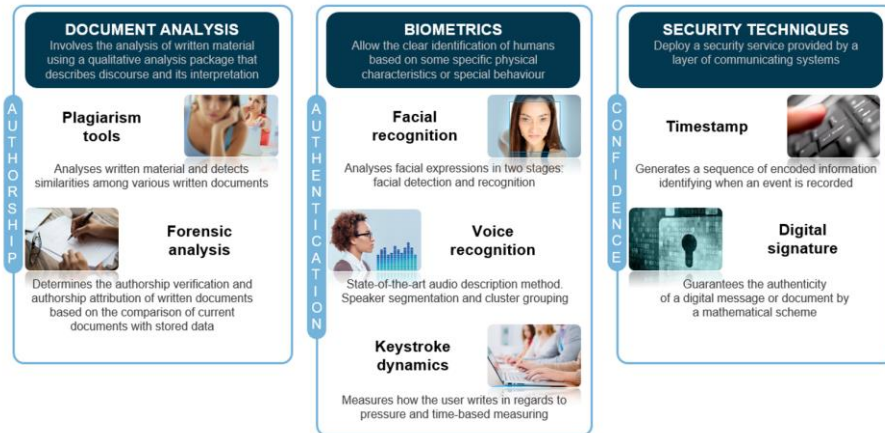 DOCUMENT ANALYSIS
Involves the analysis of written material
using a qualitative analysis package that
describes discourse and its interpretation
AUTHORSHIP
Plagiarism
tools
Analyses written material and detects
similarities among various written documents
Forensic
analysis
Determines the authorship verification and
authorship attribution of written documents
based on the comparison of current
documents with stored data
BIOMETRICS
Allow the clear identification of humans
based on some specific physical
characteristics or special behaviour
AUTHENTICATION
Facial
recognition
Analyses facial expressions in two stages:
facial detection and recognition
Voice
recognition
State-of-the-art audio description method.
Speaker segmentation and cluster grouping
Keystroke
dynamics
Measures how the user writes in regards to
pressure and time-based measuring
SECURITY TECHNIQUES
Deploy a security service provided by a
layer of communicating systems
CONFIDENCE
Timestamp
Generates a sequence of encoded information
identifying when an event is recorded
Digital
signature
Guarantees the authenticity
of a digital message or document by
a mathematical scheme